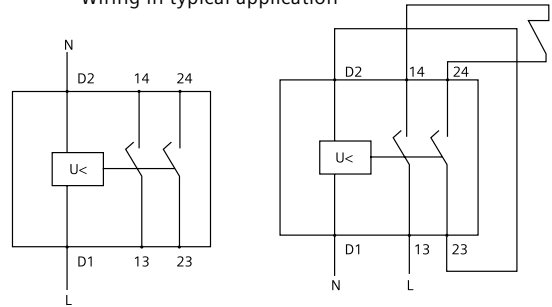 Wiring in typical application
N
D2 14 24
U<
D1 13 23
L
D2 14 24
U<
D1 13 23
N L